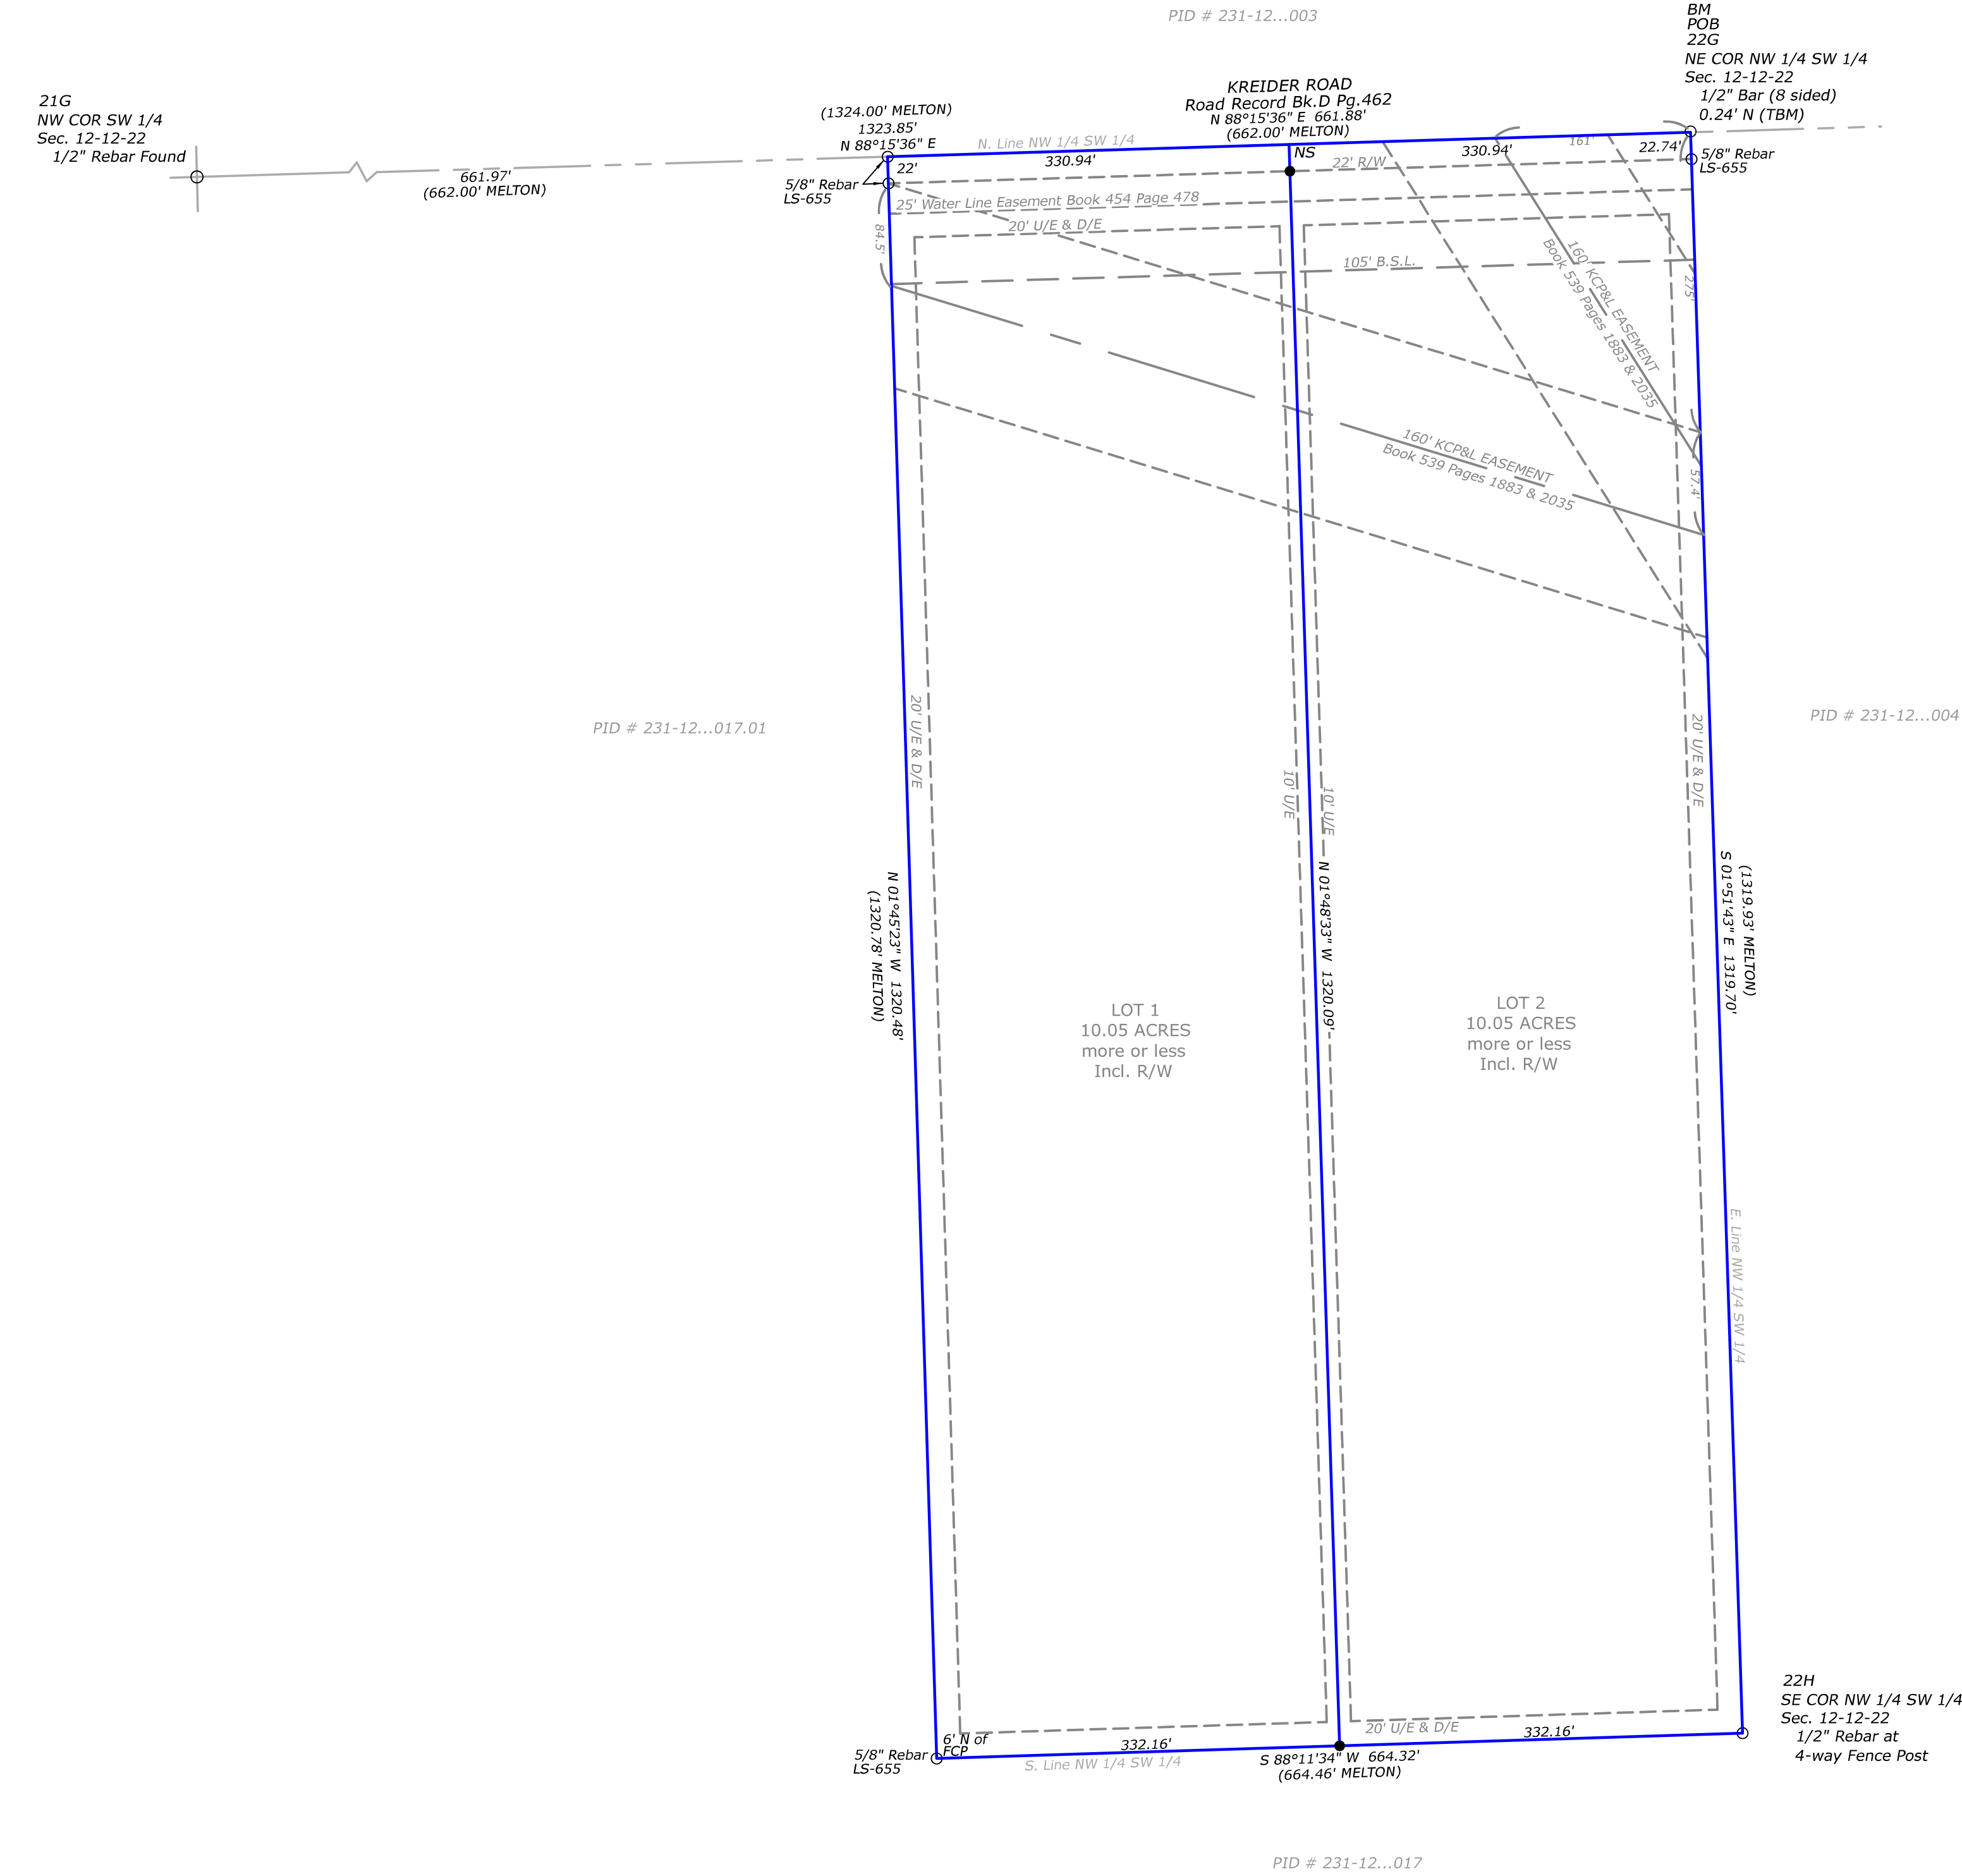 PID # 231-12...003
BM
POB
22G
NE COR NW 1/4 SW 1/4
Sec. 12-12-22
1/2" Bar (8 sided)
0.24' N (TBM)
21G
NW COR SW 1/4
Sec. 12-12-22
1/2" Rebar Found
(1324.00' MELTON)
1323.85'
N 88°15'36" E
KREIDER ROAD
Road Record Bk.D Pg.462
N 88°15'36" E 661.88'
(662.00' MELTON)
N. Line NW 1/4 SW 1/4
661.97'
(662.00' MELTON)
22'
330.94'
NS
330.94'
161'
22.74'
5/8" Rebar
LS-655
5/8" Rebar
LS-655
22' R/W
25' Water Line Easement Book 454 Page 478
20' U/E & D/E
84.5'
105' B.S.L.
160' KCP&L EASEMENT
Book 539 Pages 1883 & 2035
275'
57.4'
160' KCP&L EASEMENT
Book 539 Pages 1883 & 2035
PID # 231-12...017.01
20' U/E & D/E
10' U/E
10' U/E
20' U/E & D/E
PID # 231-12...004
N 01°45'23" W 1320.48'
(1320.78' MELTON)
N 01°48'33" W 1320.09'
(1319.93' MELTON)
S 01°51'43" E 1319.70'
LOT 1
10.05 ACRES
more or less
Incl. R/W
LOT 2
10.05 ACRES
more or less
Incl. R/W
E. Line NW 1/4 SW 1/4
22H
SE COR NW 1/4 SW 1/4
Sec. 12-12-22
1/2" Rebar at
4-way Fence Post
6' N of
FCP
5/8" Rebar
LS-655
332.16'
S. Line NW 1/4 SW 1/4
20' U/E & D/E
332.16'
S 88°11'34" W 664.32'
(664.46' MELTON)
PID # 231-12...017